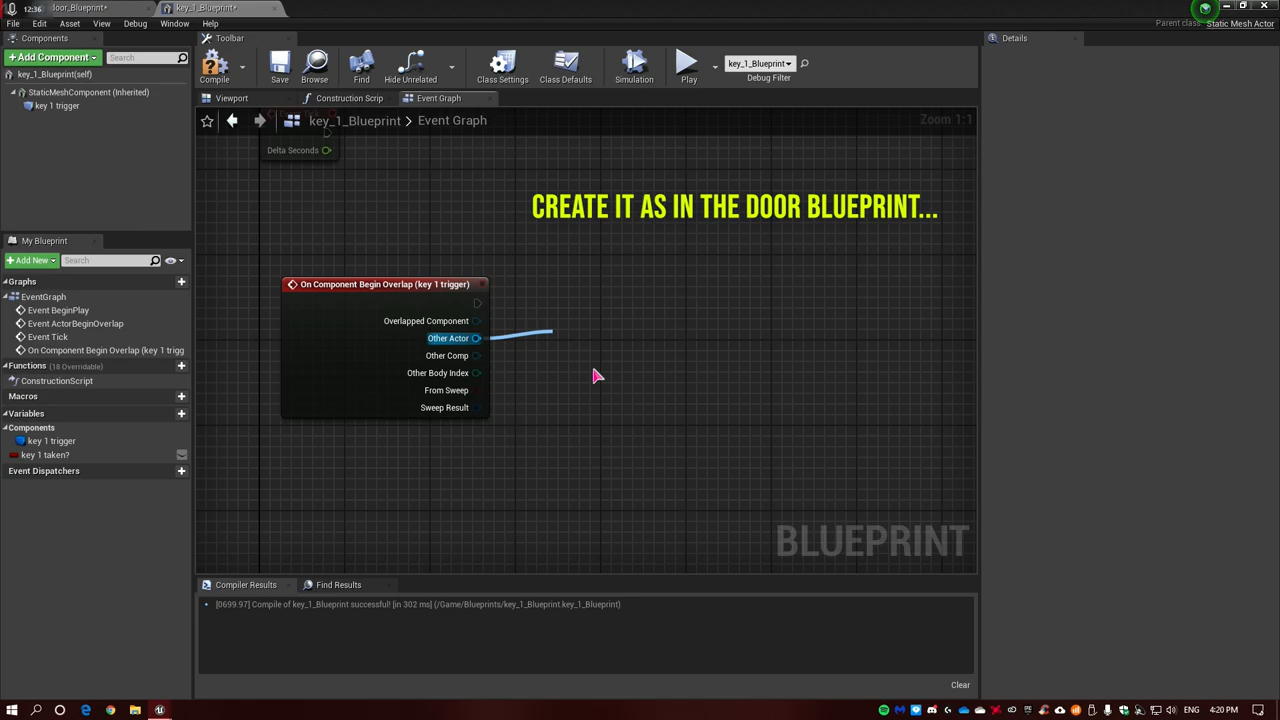 12:36
door_Blueprint*
key_1_Blueprint*
File Edit Asset View Debug Window Help
Parent class: Static Mesh Actor
Components
Toolbar
Details
+Add Component
Search
key_1_Blueprint(self)
StaticMeshComponent (Inherited)
key 1 trigger
Compile
Save
Browse
Find
Hide Unrelated
Class Settings
Class Defaults
Simulation
Play
key_1_Blueprint
Debug Filter
Viewport
Construction Scrip
Event Graph
key_1_Blueprint > Event Graph
Zoom 1:1
Delta Seconds
CREATE IT AS IN THE DOOR BLUEPRINT...
My Blueprint
+Add New
Search
Graphs
EventGraph
Event BeginPlay
Event ActorBeginOverlap
Event Tick
On Component Begin Overlap (key 1 trigg
Functions (18 Overridable)
ConstructionScript
Macros
Variables
Components
key 1 trigger
key 1 taken?
Event Dispatchers
On Component Begin Overlap (key 1 trigger)
Overlapped Component
Other Actor
Other Comp
Other Body Index
From Sweep
Sweep Result
BLUEPRINT
Compiler Results
Find Results
[0699.97] Compile of key_1_Blueprint successful! [in 302 ms] (/Game/Blueprints/key_1_Blueprint.key_1_Blueprint)
Clear
ENG
4:20 PM